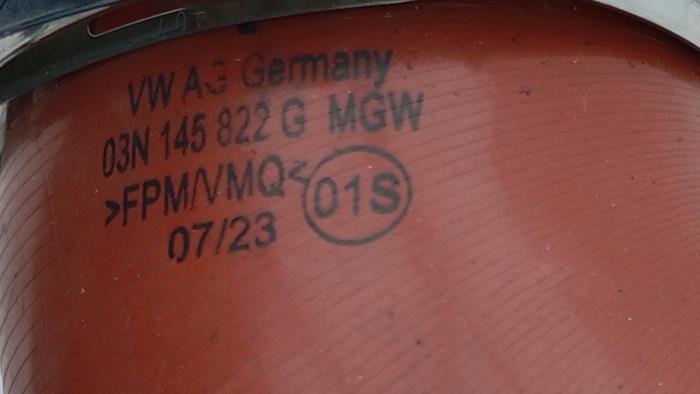 VW AG Germany
03N 145 822 G MGW
>FPM/VMQ<
01S
07/23